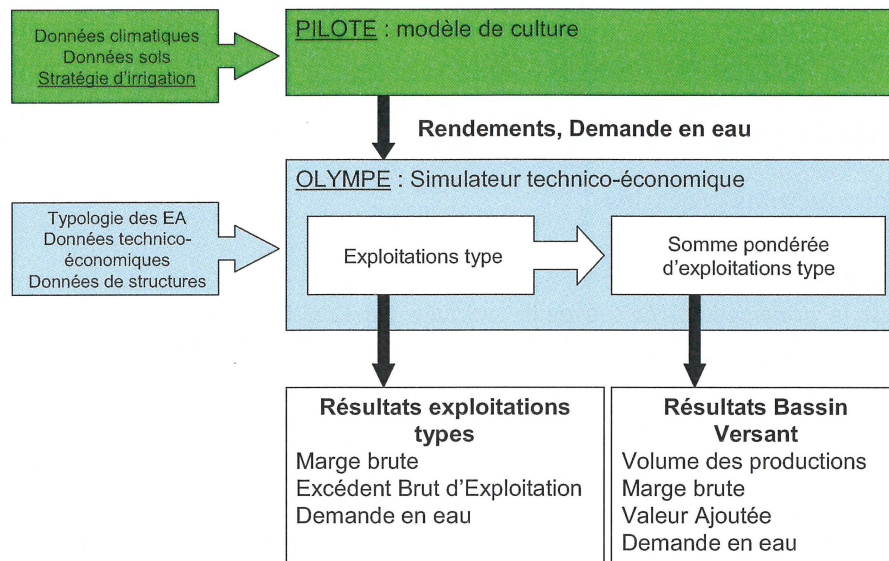 Données climatiques
Données sols
Stratégie d'irrigation
PILOTE : modèle de culture
Rendements, Demande en eau
OLYMPE : Simulateur technico-économique
Typologie des EA
Données technico-
économiques
Données de structures
Exploitations type
Somme pondérée
d'exploitations type
Résultats exploitations
types
Marge brute
Excédent Brut d'Exploitation
Demande en eau
Résultats Bassin
Versant
Volume des productions
Marge brute
Valeur Ajoutée
Demande en eau